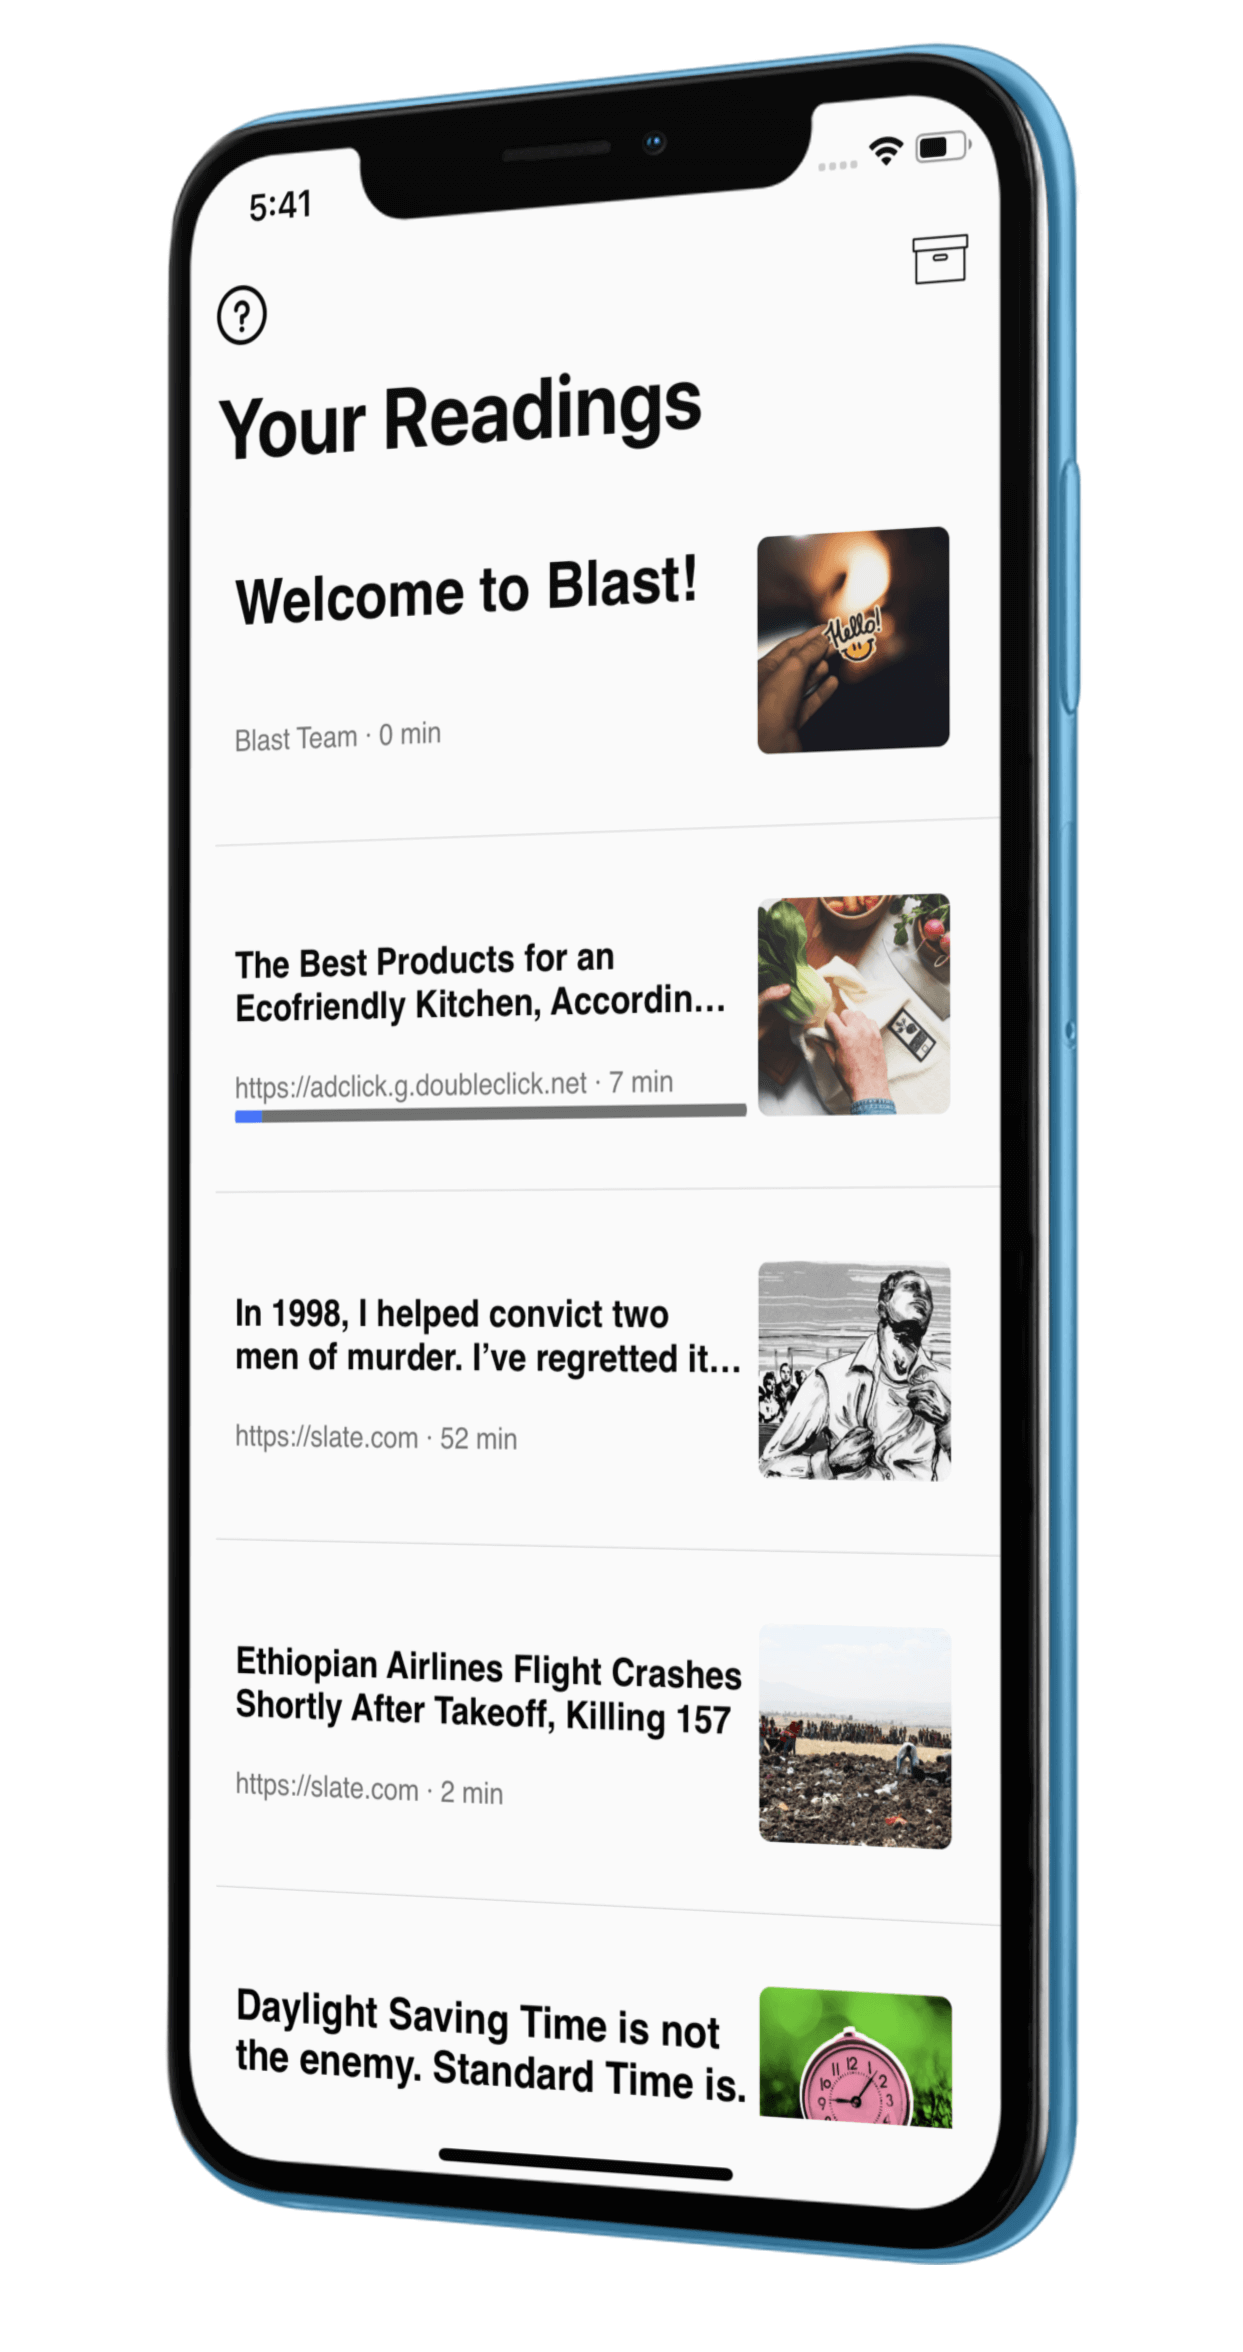 5:41
?
Your Readings
Welcome to Blast!
Hello!
Blast Team · 0 min
The Best Products for an
Ecofriendly Kitchen, Accordin...
https://adclick.g.doubleclick.net · 7 min
In 1998, I helped convict two
men of murder. I’ve regretted it...
https://slate.com · 52 min
Ethiopian Airlines Flight Crashes
Shortly After Takeoff, Killing 157
https://slate.com · 2 min
Daylight Saving Time is not
the enemy. Standard Time is.
11 12 1
10 2
9 3